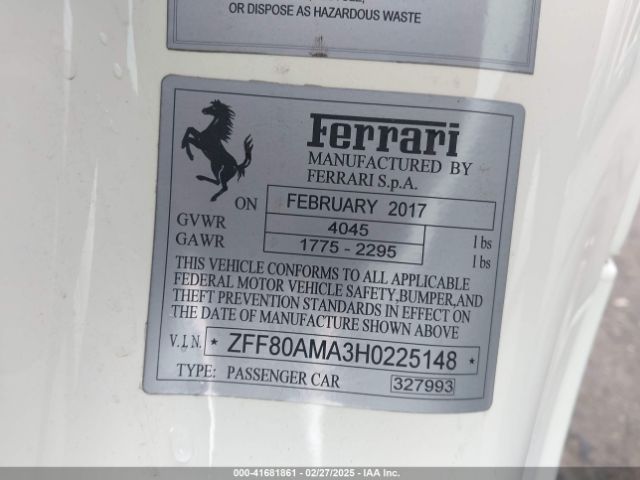 OR DISPOSE AS HAZARDOUS WASTE
Ferrari
MANUFACTURED BY
FERRARI S.p.A.
ON FEBRUARY 2017
GVWR 4045 lbs
GAWR 1775 - 2295 lbs
THIS VEHICLE CONFORMS TO ALL APPLICABLE
FEDERAL MOTOR VEHICLE SAFETY,BUMPER,AND
THEFT PREVENTION STANDARDS IN EFFECT ON
THE DATE OF MANUFACTURE SHOWN ABOVE
V.I.N. * ZFF80AMA3H0225148 *
TYPE: PASSENGER CAR 327993
000-41681861 - 02/27/2025 - IAA Inc.